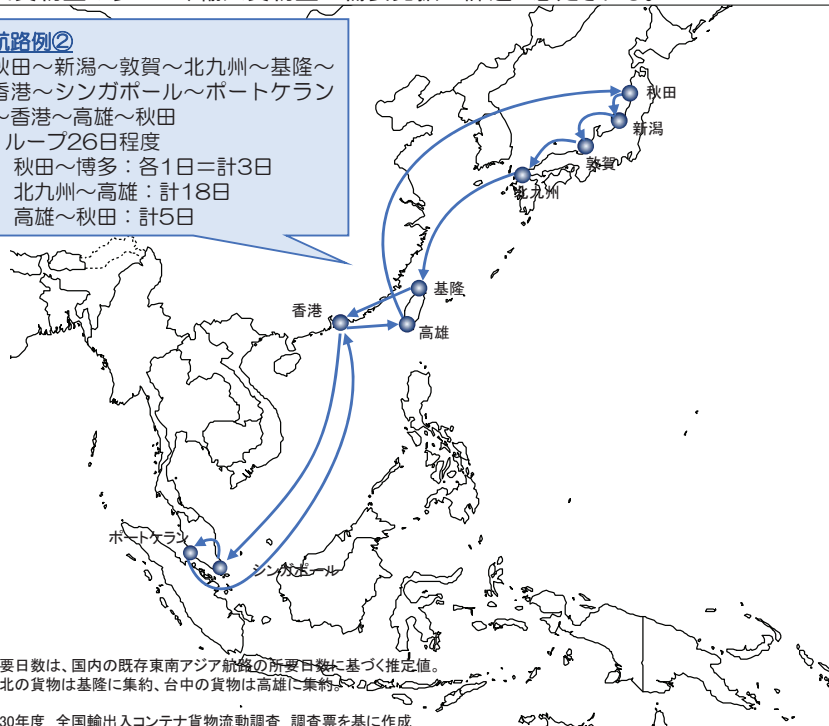 航路例②
秋田～新潟～敦賀～北九州～基隆～
香港～シンガポール～ポートケラン
～香港～高雄～秋田
ループ26日程度
秋田～博多：各1日＝計3日
北九州～高雄：計18日
高雄～秋田：計5日
秋田
新潟
敦賀
北九州
基隆
香港
高雄
ポートケラン
シンガポール
要日数は、国内の既存東南アジア航路の所要日数に基づく推定値。
北の貨物は基隆に集約、台中の貨物は高雄に集約。
30年度 全国輸出入コンテナ貨物流動調査 調査票を基に作成